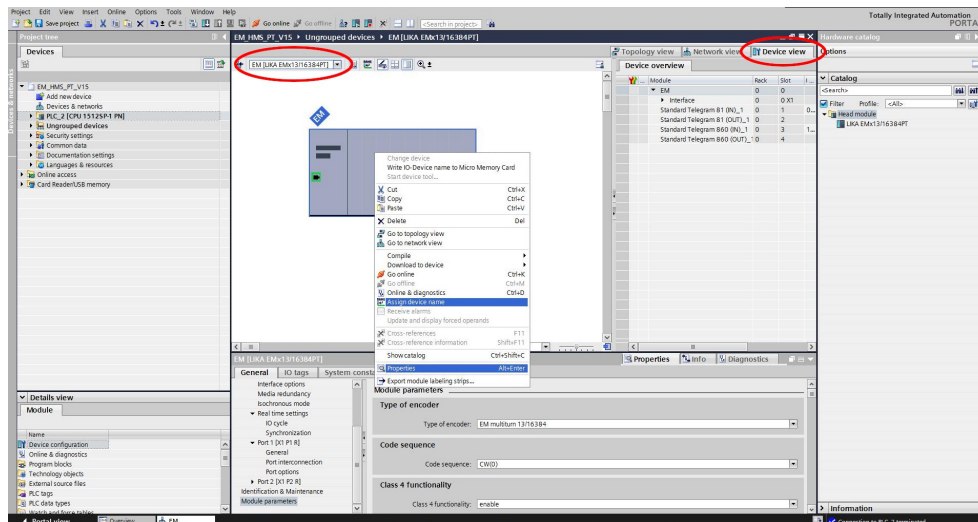 Project Edit View Insert Online Options Tools Window Help
Totally Integrated Automation
PORTAL
Save project
Go online
Go offline
<Search in project>
Project tree
EM_HMS_PT_V15 Ungrouped devices EM [LIKA EMx13/16384PT]
Hardware catalog
Devices
Topology view Network view Device view
Options
EM [LIKA EMx13/16384PT]
Device overview
Module Rack Slot
EM 0 0
Interface 0 0 X1
Standard Telegram 81 (IN)_1 0 1
Standard Telegram 81 (OUT)_1 0 2
Standard Telegram 860 (IN)_1 0 3
Standard Telegram 860 (OUT)_1 0 4
Catalog
<Search>
Filter Profile: <All>
Head module
LIKA EMx13/16384PT
Devices & networks
EM_HMS_PT_V15
Add new device
Devices & networks
PLC_2 [CPU 1512SP-1 PN]
Ungrouped devices
Security settings
Common data
Documentation settings
Languages & resources
Online access
Card Reader/USB memory
EM
Change device
Write IO-Device name to Micro Memory Card
Start device tool...
Cut Ctrl+X
Copy Ctrl+C
Paste Ctrl+V
Delete Del
Go to topology view
Go to network view
Compile
Download to device
Go online Ctrl+K
Go offline Ctrl+M
Online & diagnostics Ctrl+D
Assign device name
Receive alarms
Update and display forced operands
Cross-references F11
Cross-reference information Shift+F11
Show catalog Ctrl+Shift+C
Properties Alt+Enter
Export module labeling strips...
EM [LIKA EMx13/16384PT]
Properties Info Diagnostics
General IO tags System consta
Interface options
Media redundancy
Isochronous mode
Real time settings
IO cycle
Synchronization
Port 1 [X1 P1 R]
General
Port interconnection
Port options
Port 2 [X1 P2 R]
Identification & Maintenance
Module parameters
Module parameters
Type of encoder
Type of encoder: EM multiturn 13/16384
Code sequence
Code sequence: CW(0)
Class 4 functionality
Class 4 functionality: enable
Details view
Module
Name
Device configuration
Online & diagnostics
Program blocks
Technology objects
External source files
PLC tags
PLC data types
Watch and force tables
Information
Portal view Overview EM
Connection to PLC_2 terminated